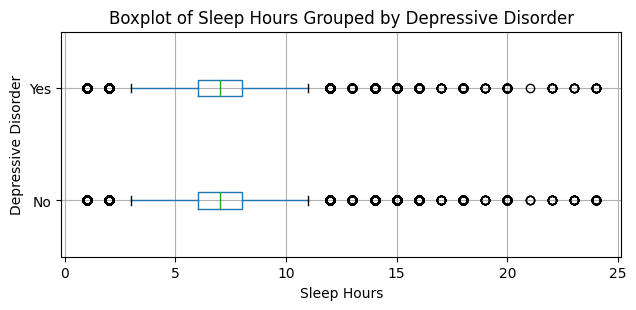 Boxplot of Sleep Hours Grouped by Depressive Disorder
Depressive Disorder
Yes
No
0 5 10 15 20 25
Sleep Hours